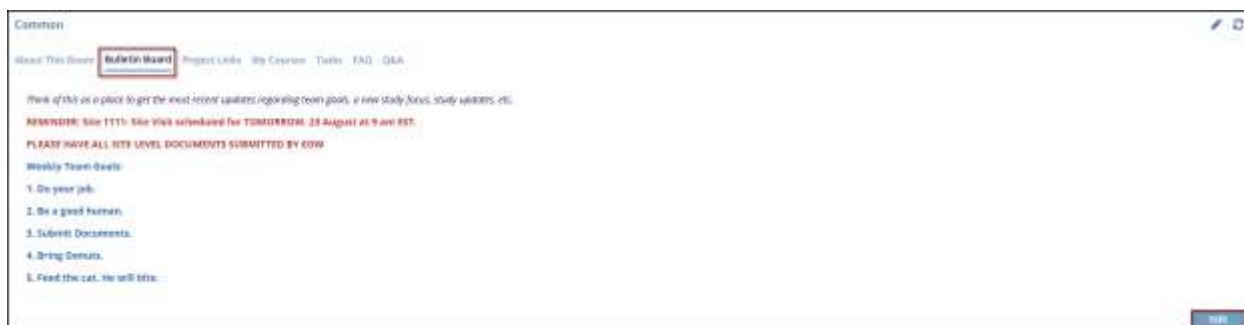 Common
About This Room Bulletin Board Project Links My Courses Tasks FAQ Q&A
Think of this as a place to get the most recent updates regarding team goals, a new study focus, study updates, etc.
REMINDER: Site 1111: Site Visit scheduled for TOMORROW, 23 August at 9 am EST.
PLEASE HAVE ALL SITE LEVEL DOCUMENTS SUBMITTED BY EOW
Weekly Team Goals:
1. Do your job.
2. Be a good human.
3. Submit Documents.
4. Bring Donuts.
5. Feed the cat. He will bite.
Edit